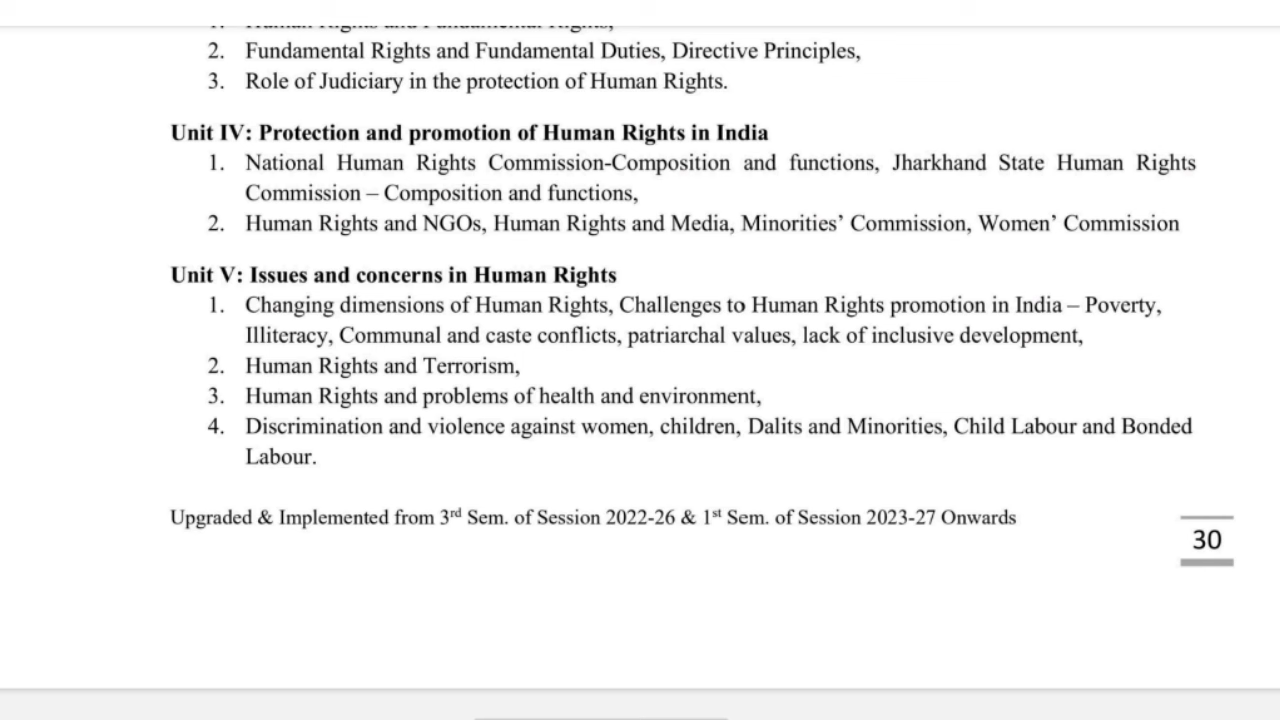 2. Fundamental Rights and Fundamental Duties, Directive Principles,
3. Role of Judiciary in the protection of Human Rights.
Unit IV: Protection and promotion of Human Rights in India
1. National Human Rights Commission-Composition and functions, Jharkhand State Human Rights
Commission – Composition and functions,
2. Human Rights and NGOs, Human Rights and Media, Minorities’ Commission, Women’ Commission
Unit V: Issues and concerns in Human Rights
1. Changing dimensions of Human Rights, Challenges to Human Rights promotion in India – Poverty,
Illiteracy, Communal and caste conflicts, patriarchal values, lack of inclusive development,
2. Human Rights and Terrorism,
3. Human Rights and problems of health and environment,
4. Discrimination and violence against women, children, Dalits and Minorities, Child Labour and Bonded
Labour.
Upgraded & Implemented from 3rd Sem. of Session 2022-26 & 1st Sem. of Session 2023-27 Onwards
30